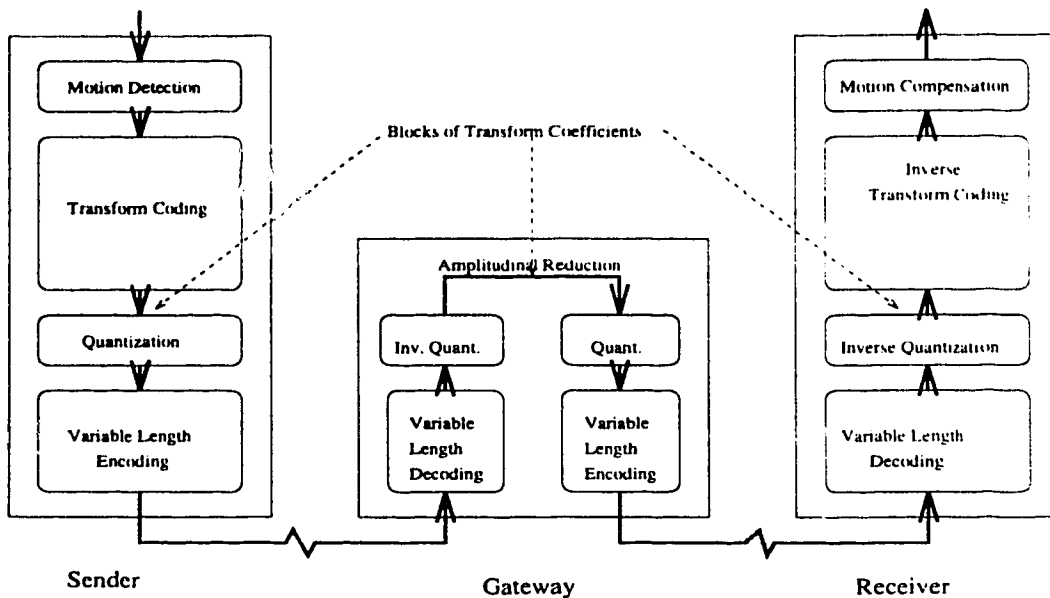 Motion Detection
Transform Coding
Quantization
Variable Length
Encoding
Sender
Blocks of Transform Coefficients
Amplitudinal Reduction
Inv. Quant.
Quant.
Variable
Length
Decoding
Variable
Length
Encoding
Gateway
Motion Compensation
Inverse
Transform Coding
Inverse Quantization
Variable Length
Decoding
Receiver